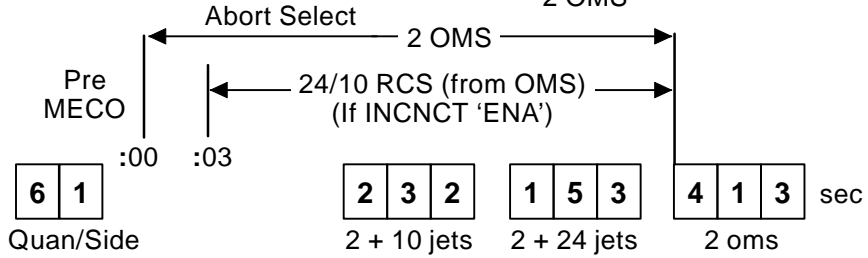 2 OMS
Abort Select
2 OMS
Pre
MECO
24/10 RCS (from OMS)
(If INCNCT 'ENA')
:00 :03
6 1 2 3 2 1 5 3 4 1 3 sec
Quan/Side 2 + 10 jets 2 + 24 jets 2 oms